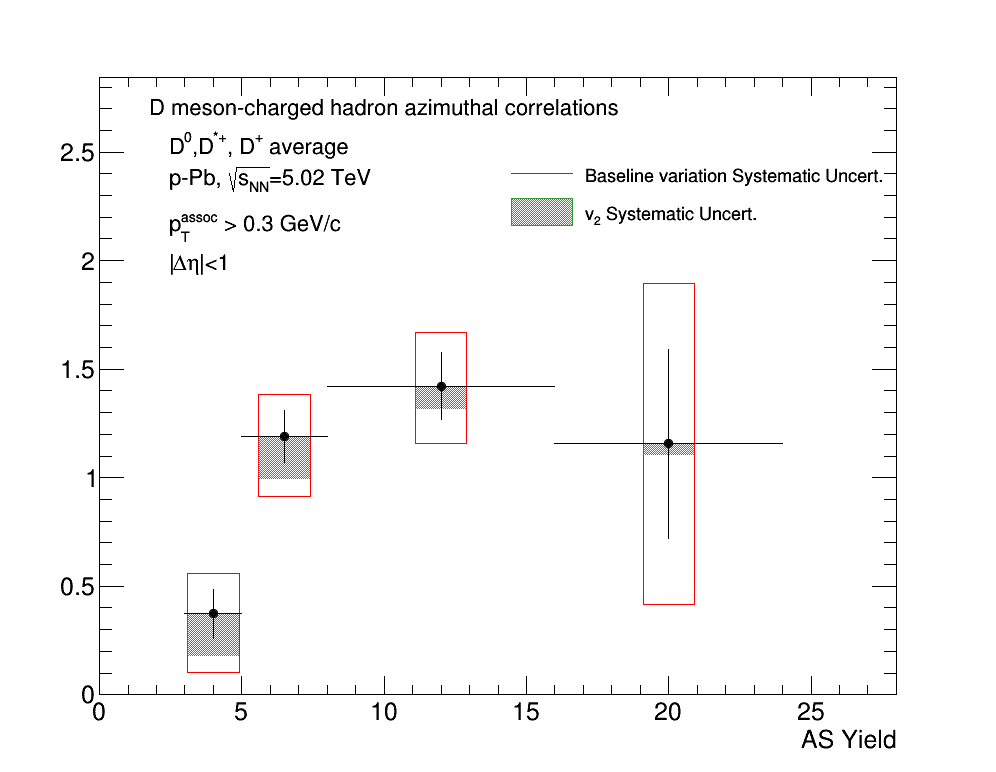 D meson-charged hadron azimuthal correlations
D⁰,D*⁺, D⁺ average
p-Pb, √s_NN=5.02 TeV
p_T^assoc > 0.3 GeV/c
|Δη|<1
Baseline variation Systematic Uncert.
v₂ Systematic Uncert.
2.5
2
1.5
1
0.5
0
0 5 10 15 20 25
AS Yield